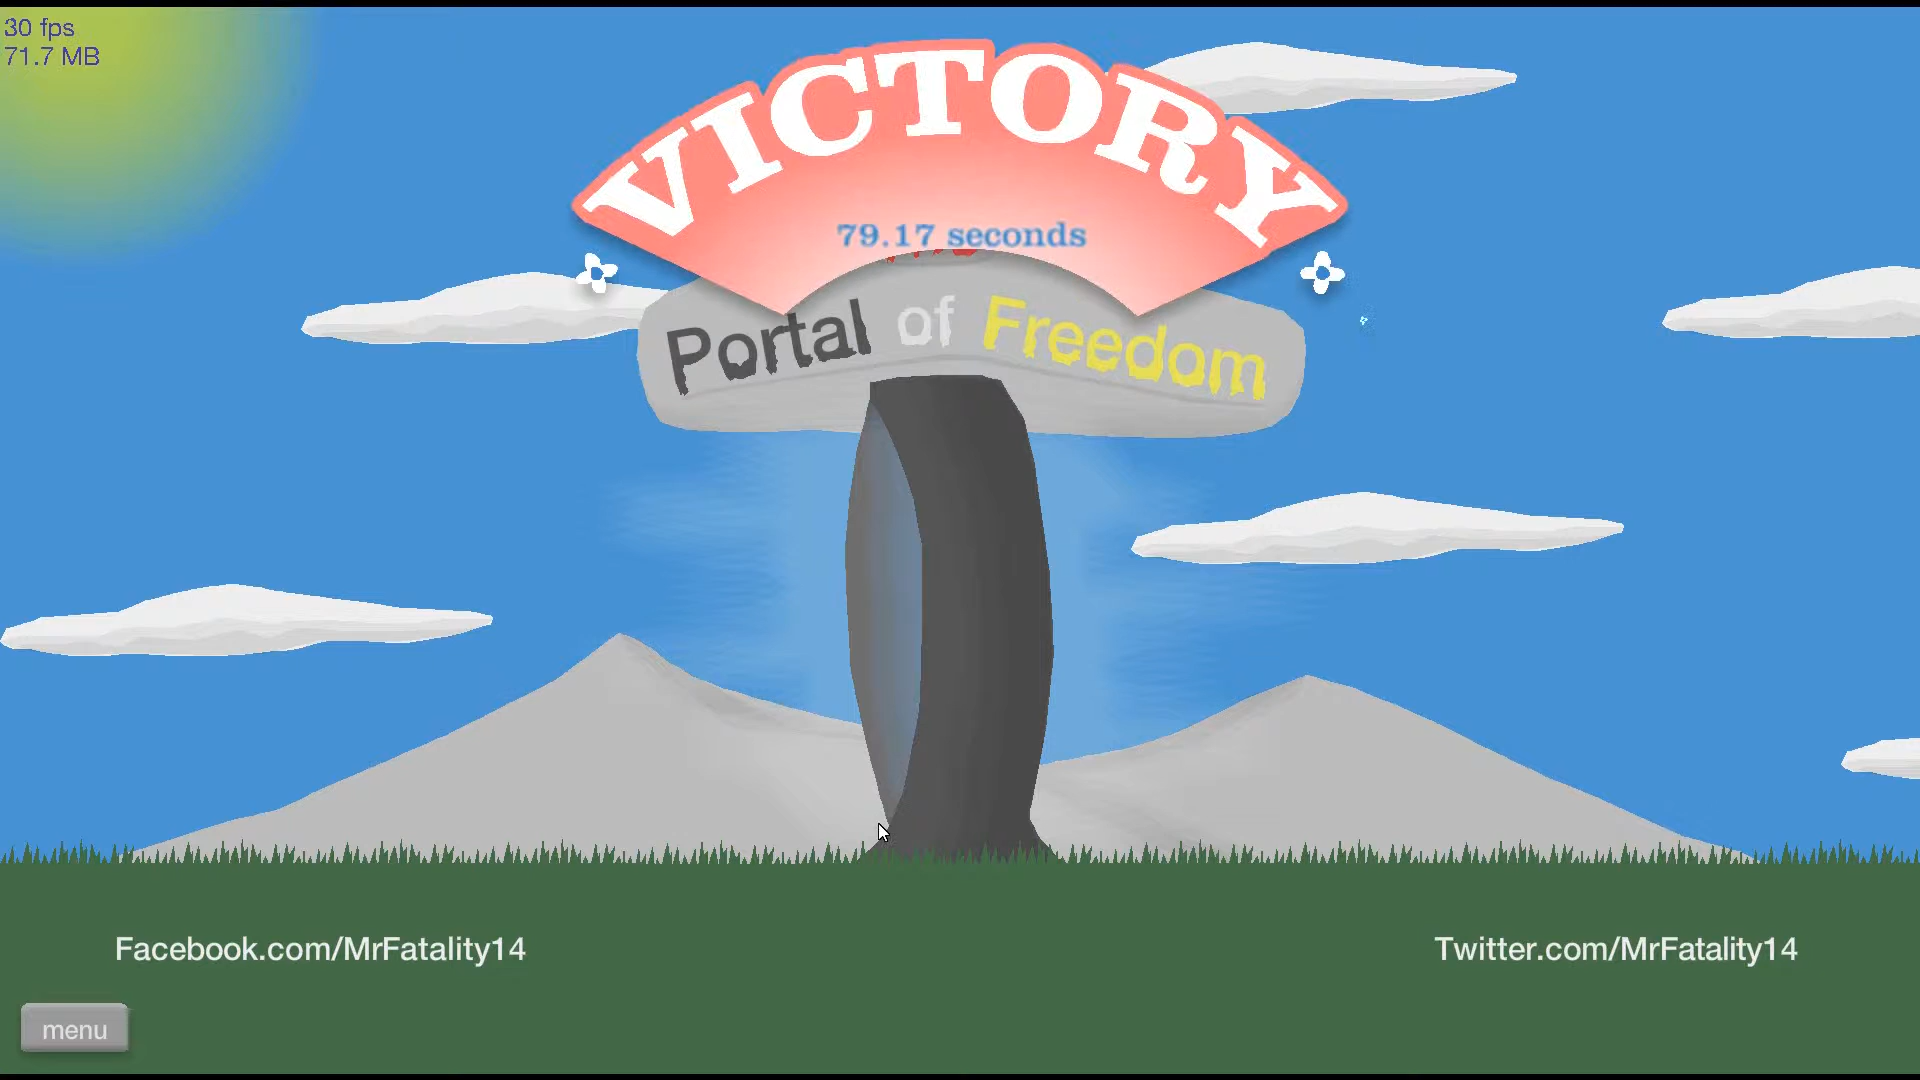 30 fps
71.7 MB
VICTORY
79.17 seconds
Portal of Freedom
Facebook.com/MrFatality14
Twitter.com/MrFatality14
menu